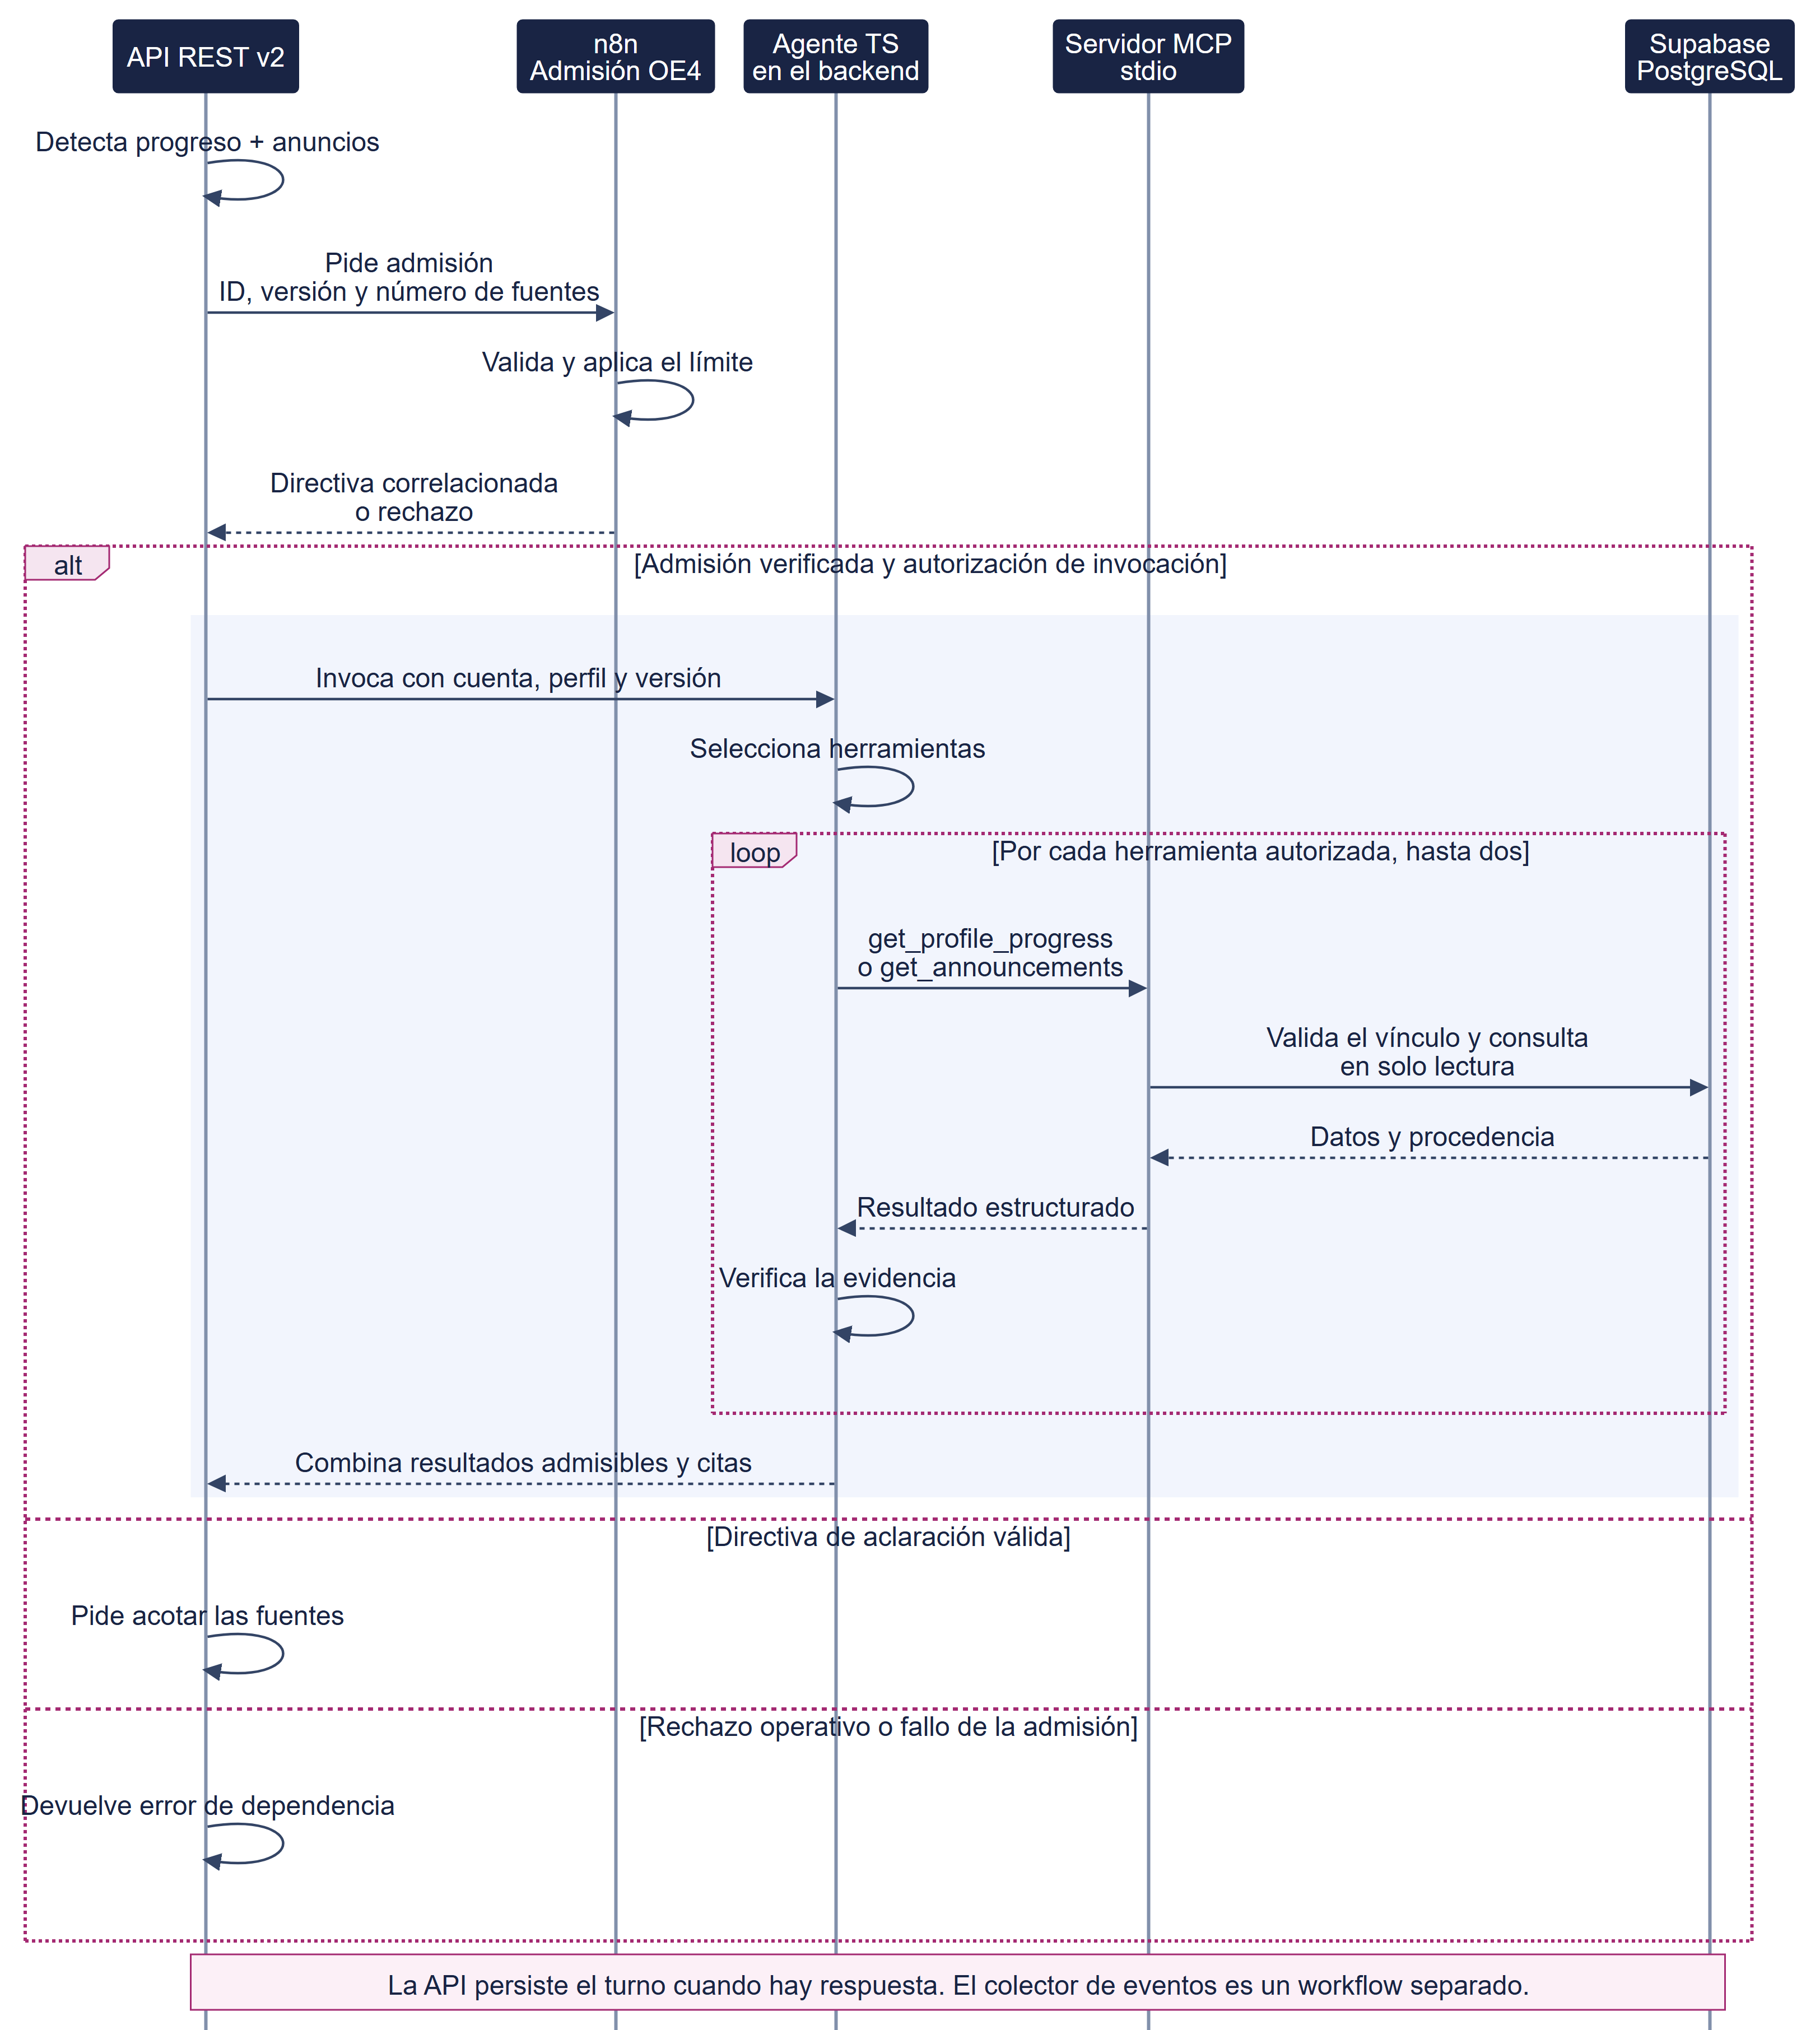 API REST v2
n8n
Admisión OE4
Agente TS
en el backend
Servidor MCP
stdio
Supabase
PostgreSQL
Detecta progreso + anuncios
Pide admisión
ID, versión y número de fuentes
Valida y aplica el límite
Directiva correlacionada
o rechazo
alt
[Admisión verificada y autorización de invocación]
Invoca con cuenta, perfil y versión
Selecciona herramientas
loop
[Por cada herramienta autorizada, hasta dos]
get_profile_progress
o get_announcements
Valida el vínculo y consulta
en solo lectura
Datos y procedencia
Resultado estructurado
Verifica la evidencia
Combina resultados admisibles y citas
[Directiva de aclaración válida]
Pide acotar las fuentes
[Rechazo operativo o fallo de la admisión]
Devuelve error de dependencia
La API persiste el turno cuando hay respuesta. El colector de eventos es un workflow separado.